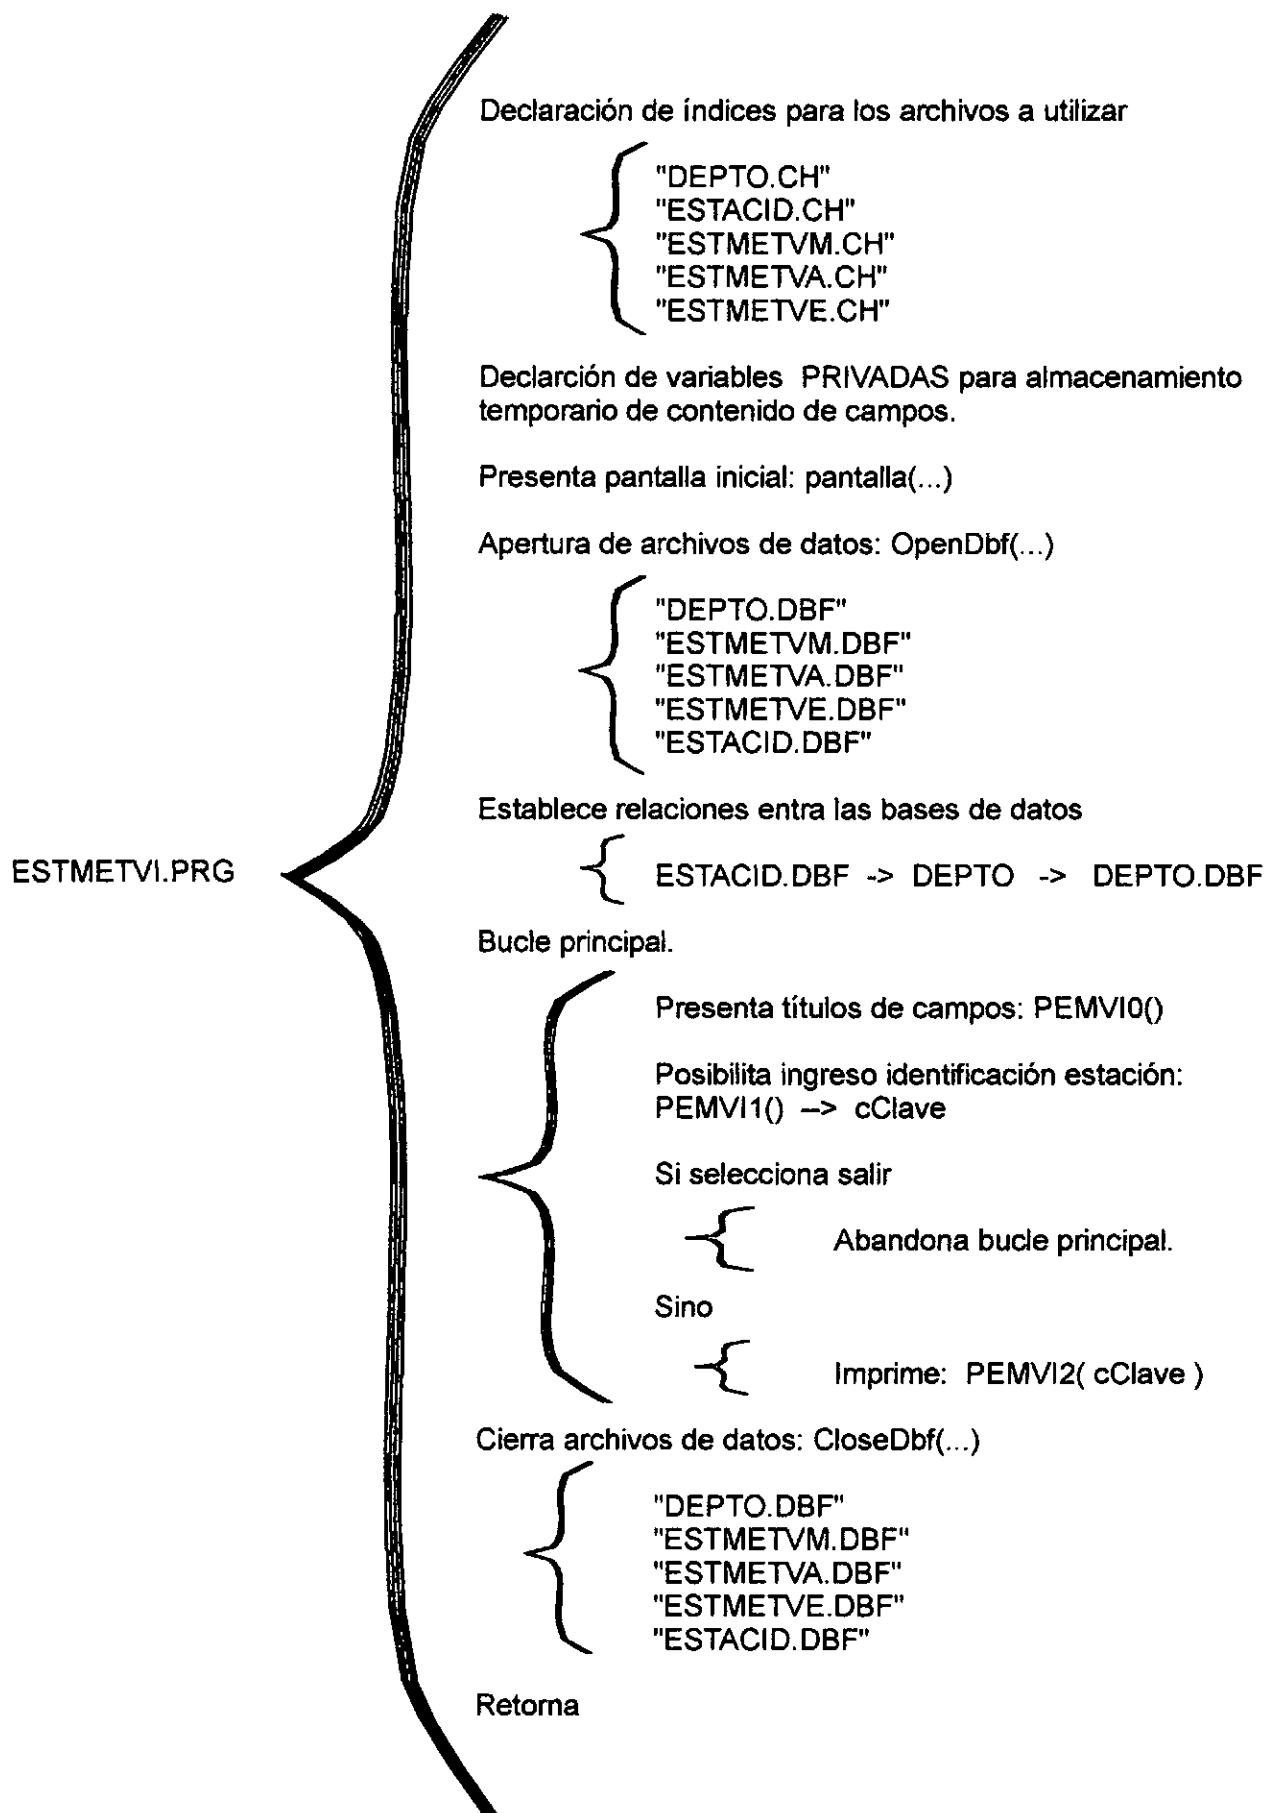 Declaración de índices para los archivos a utilizar
"DEPTO.CH"
"ESTACID.CH"
"ESTMETVM.CH"
"ESTMETVA.CH"
"ESTMETVE.CH"
Declarción de variables PRIVADAS para almacenamiento
temporario de contenido de campos.
Presenta pantalla inicial: pantalla(...)
Apertura de archivos de datos: OpenDbf(...)
"DEPTO.DBF"
"ESTMETVM.DBF"
"ESTMETVA.DBF"
"ESTMETVE.DBF"
"ESTACID.DBF"
Establece relaciones entra las bases de datos
ESTMETVI.PRG
ESTACID.DBF -> DEPTO -> DEPTO.DBF
Bucle principal.
Presenta títulos de campos: PEMVI0()
Posibilita ingreso identificación estación:
PEMVI1() --> cClave
Si selecciona salir
Abandona bucle principal.
Sino
Imprime: PEMVI2( cClave )
Cierra archivos de datos: CloseDbf(...)
"DEPTO.DBF"
"ESTMETVM.DBF"
"ESTMETVA.DBF"
"ESTMETVE.DBF"
"ESTACID.DBF"
Retorna